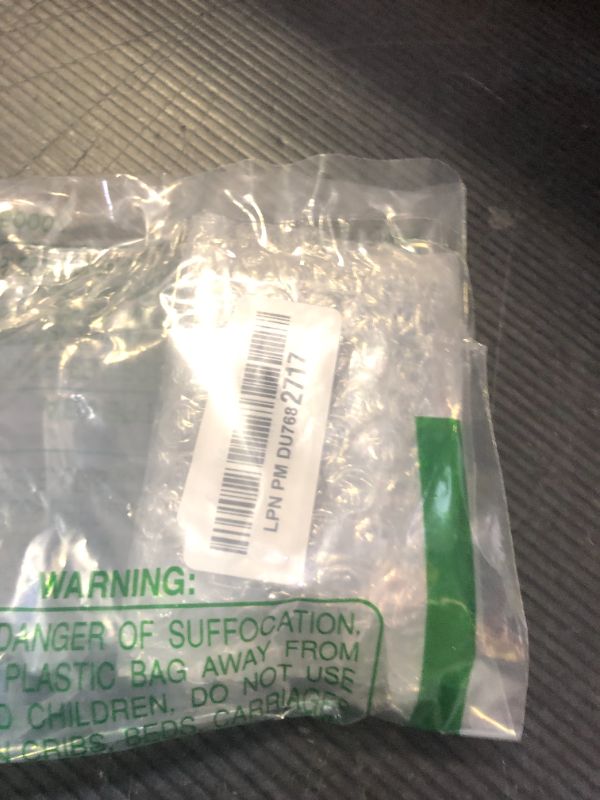 LPN PM DU7682717
WARNING:
DANGER OF SUFFOCATION.
PLASTIC BAG AWAY FROM
CHILDREN. DO NOT USE
CRIBS, BEDS, CARRIAGES